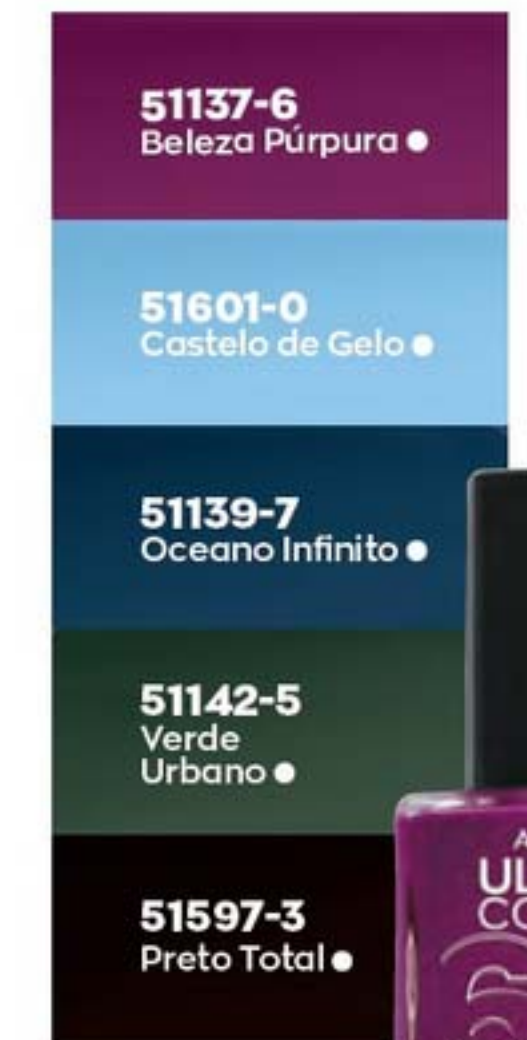 51137-6
Beleza Púrpura
51601-0
Castelo de Gelo
51139-7
Oceano Infinito
51142-5
Verde
Urbano
51597-3
Preto Total